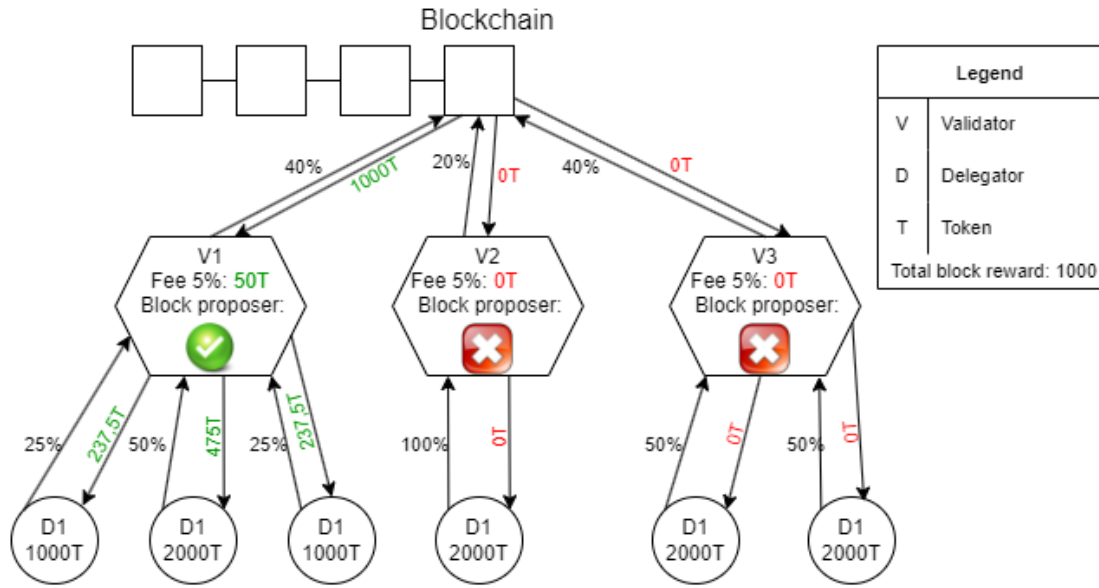 Blockchain
Legend
V Validator
D Delegator
T Token
Total block reward: 1000
40%
1000T
20%
0T
40%
0T
V1
Fee 5%: 50T
Block proposer:
V2
Fee 5%: 0T
Block proposer:
V3
Fee 5%: 0T
Block proposer:
25%
237,5T
50%
475T
25%
237,5T
100%
0T
50%
0T
50%
0T
D1
1000T
D1
2000T
D1
1000T
D1
2000T
D1
2000T
D1
2000T